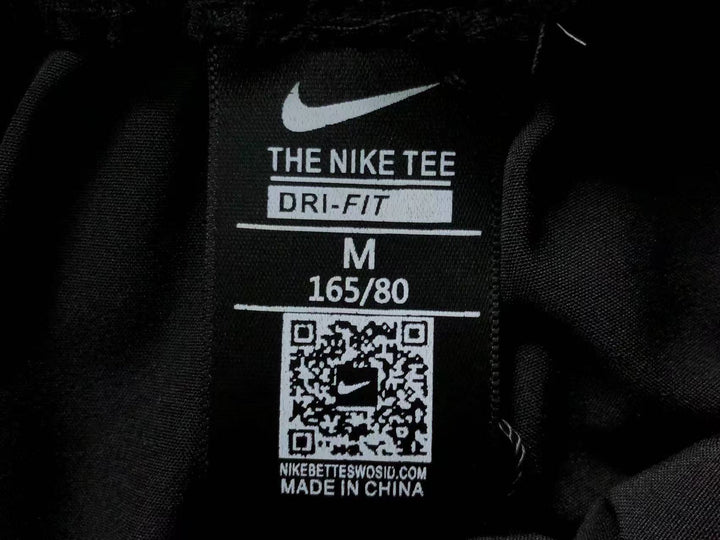 THE NIKE TEE
DRI-FIT
M
165/80
NIKEBETTESWOSID.COM
MADE IN CHINA